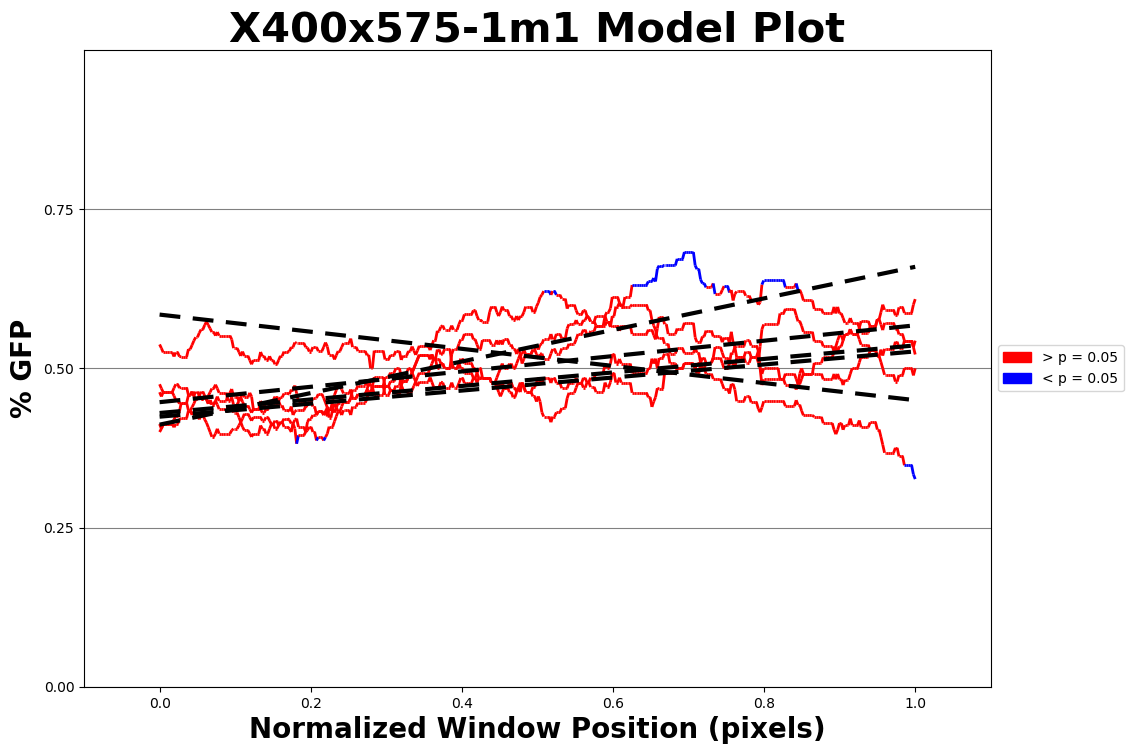 X400x575-1m1 Model Plot
% GFP
0.75
0.50
0.25
0.00
0.0 0.2 0.4 0.6 0.8 1.0
Normalized Window Position (pixels)
> p = 0.05
< p = 0.05